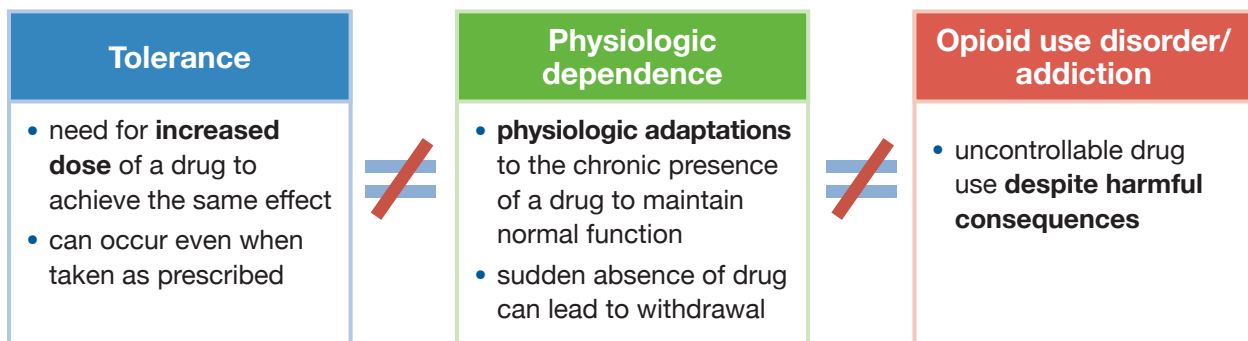 Tolerance
• need for increased
dose of a drug to
achieve the same effect
• can occur even when
taken as prescribed
Physiologic
dependence
• physiologic adaptations
to the chronic presence
of a drug to maintain
normal function
• sudden absence of drug
can lead to withdrawal
Opioid use disorder/
addiction
• uncontrollable drug
use despite harmful
consequences